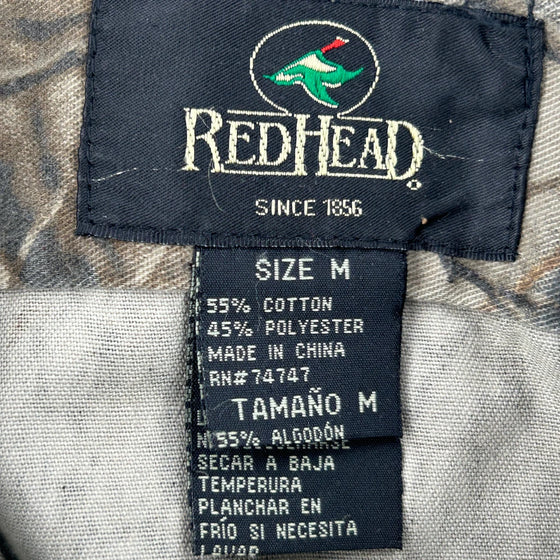 REDHEAD®
SINCE 1856
SIZE M
55% COTTON
45% POLYESTER
MADE IN CHINA
RN#74747
TAMAÑO M
55% ALGODÓN
SECAR A BAJA
TEMPERURA
PLANCHAR EN
FRÍO SI NECESITA
LAVAR